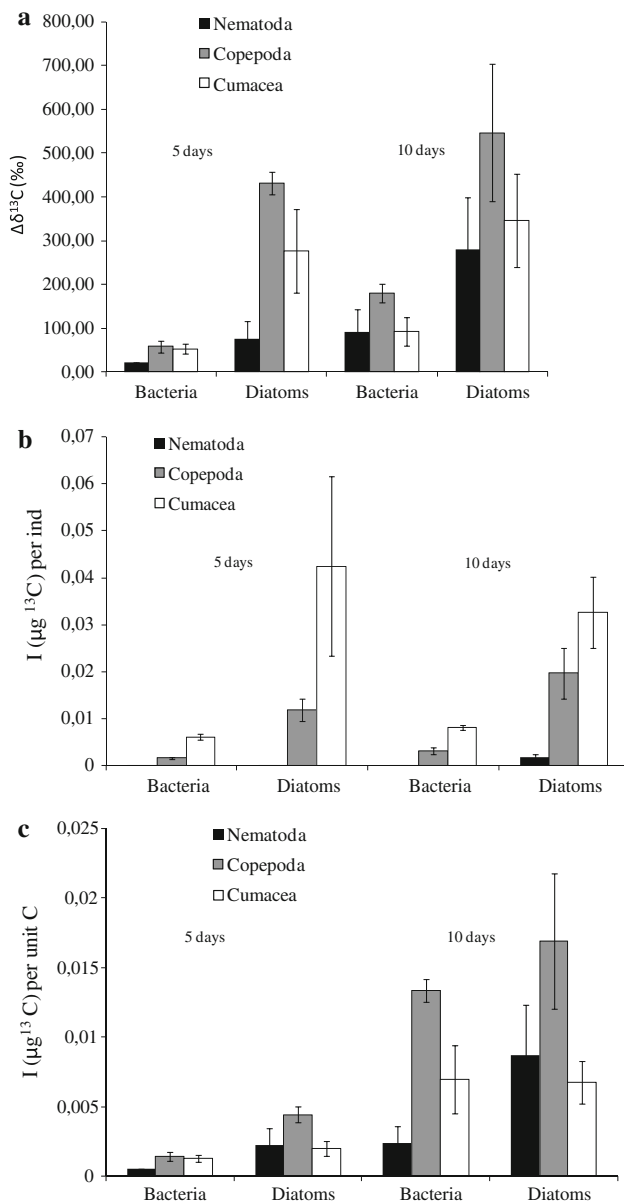 a
800,00
700,00
600,00
500,00
400,00
300,00
200,00
100,00
0,00
Δδ¹³C (‰)
Nematoda
Copepoda
Cumacea
5 days
10 days
Bacteria Diatoms Bacteria Diatoms
b
0,07
0,06
0,05
0,04
0,03
0,02
0,01
0
I (µg ¹³C) per ind
Nematoda
Copepoda
Cumacea
5 days
10 days
Bacteria Diatoms Bacteria Diatoms
c
0,025
0,02
0,015
0,01
0,005
0
I (µg ¹³ C) per unit C
Nematoda
Copepoda
Cumacea
5 days
10 days
Bacteria Diatoms Bacteria Diatoms